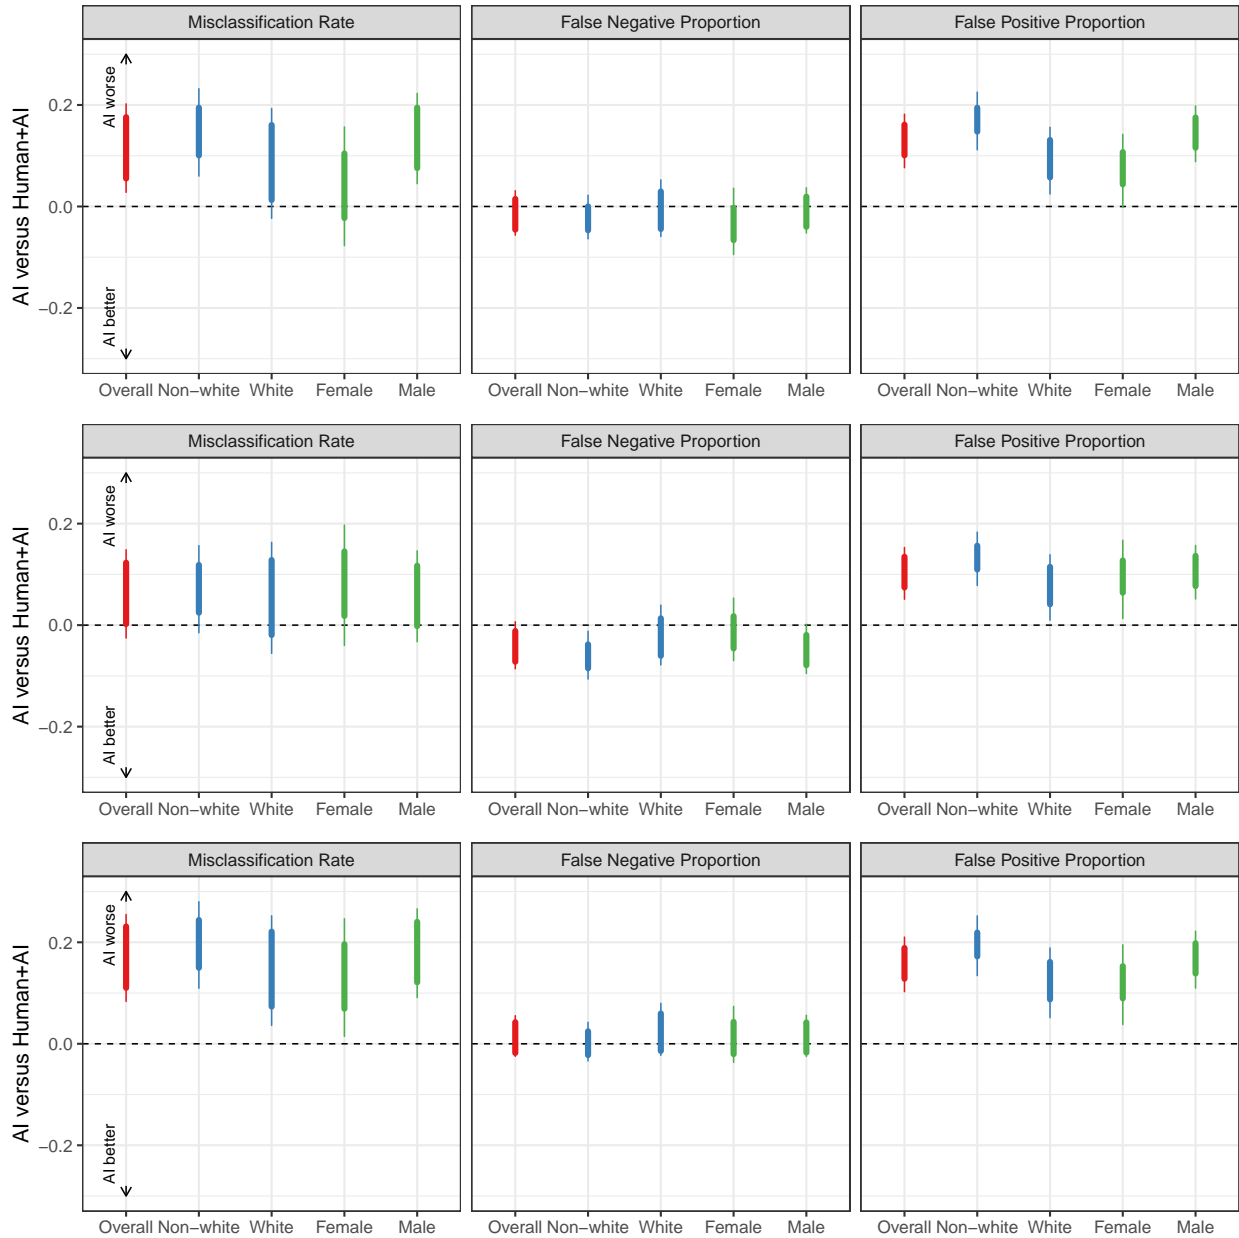 Misclassification Rate
False Negative Proportion
False Positive Proportion
AI versus Human+AI
0.2
0.0
−0.2
AI worse
AI better
Overall Non−white White Female Male
Overall Non−white White Female Male
Overall Non−white White Female Male
Misclassification Rate
False Negative Proportion
False Positive Proportion
AI versus Human+AI
0.2
0.0
−0.2
AI worse
AI better
Overall Non−white White Female Male
Overall Non−white White Female Male
Overall Non−white White Female Male
Misclassification Rate
False Negative Proportion
False Positive Proportion
AI versus Human+AI
0.2
0.0
−0.2
AI worse
AI better
Overall Non−white White Female Male
Overall Non−white White Female Male
Overall Non−white White Female Male